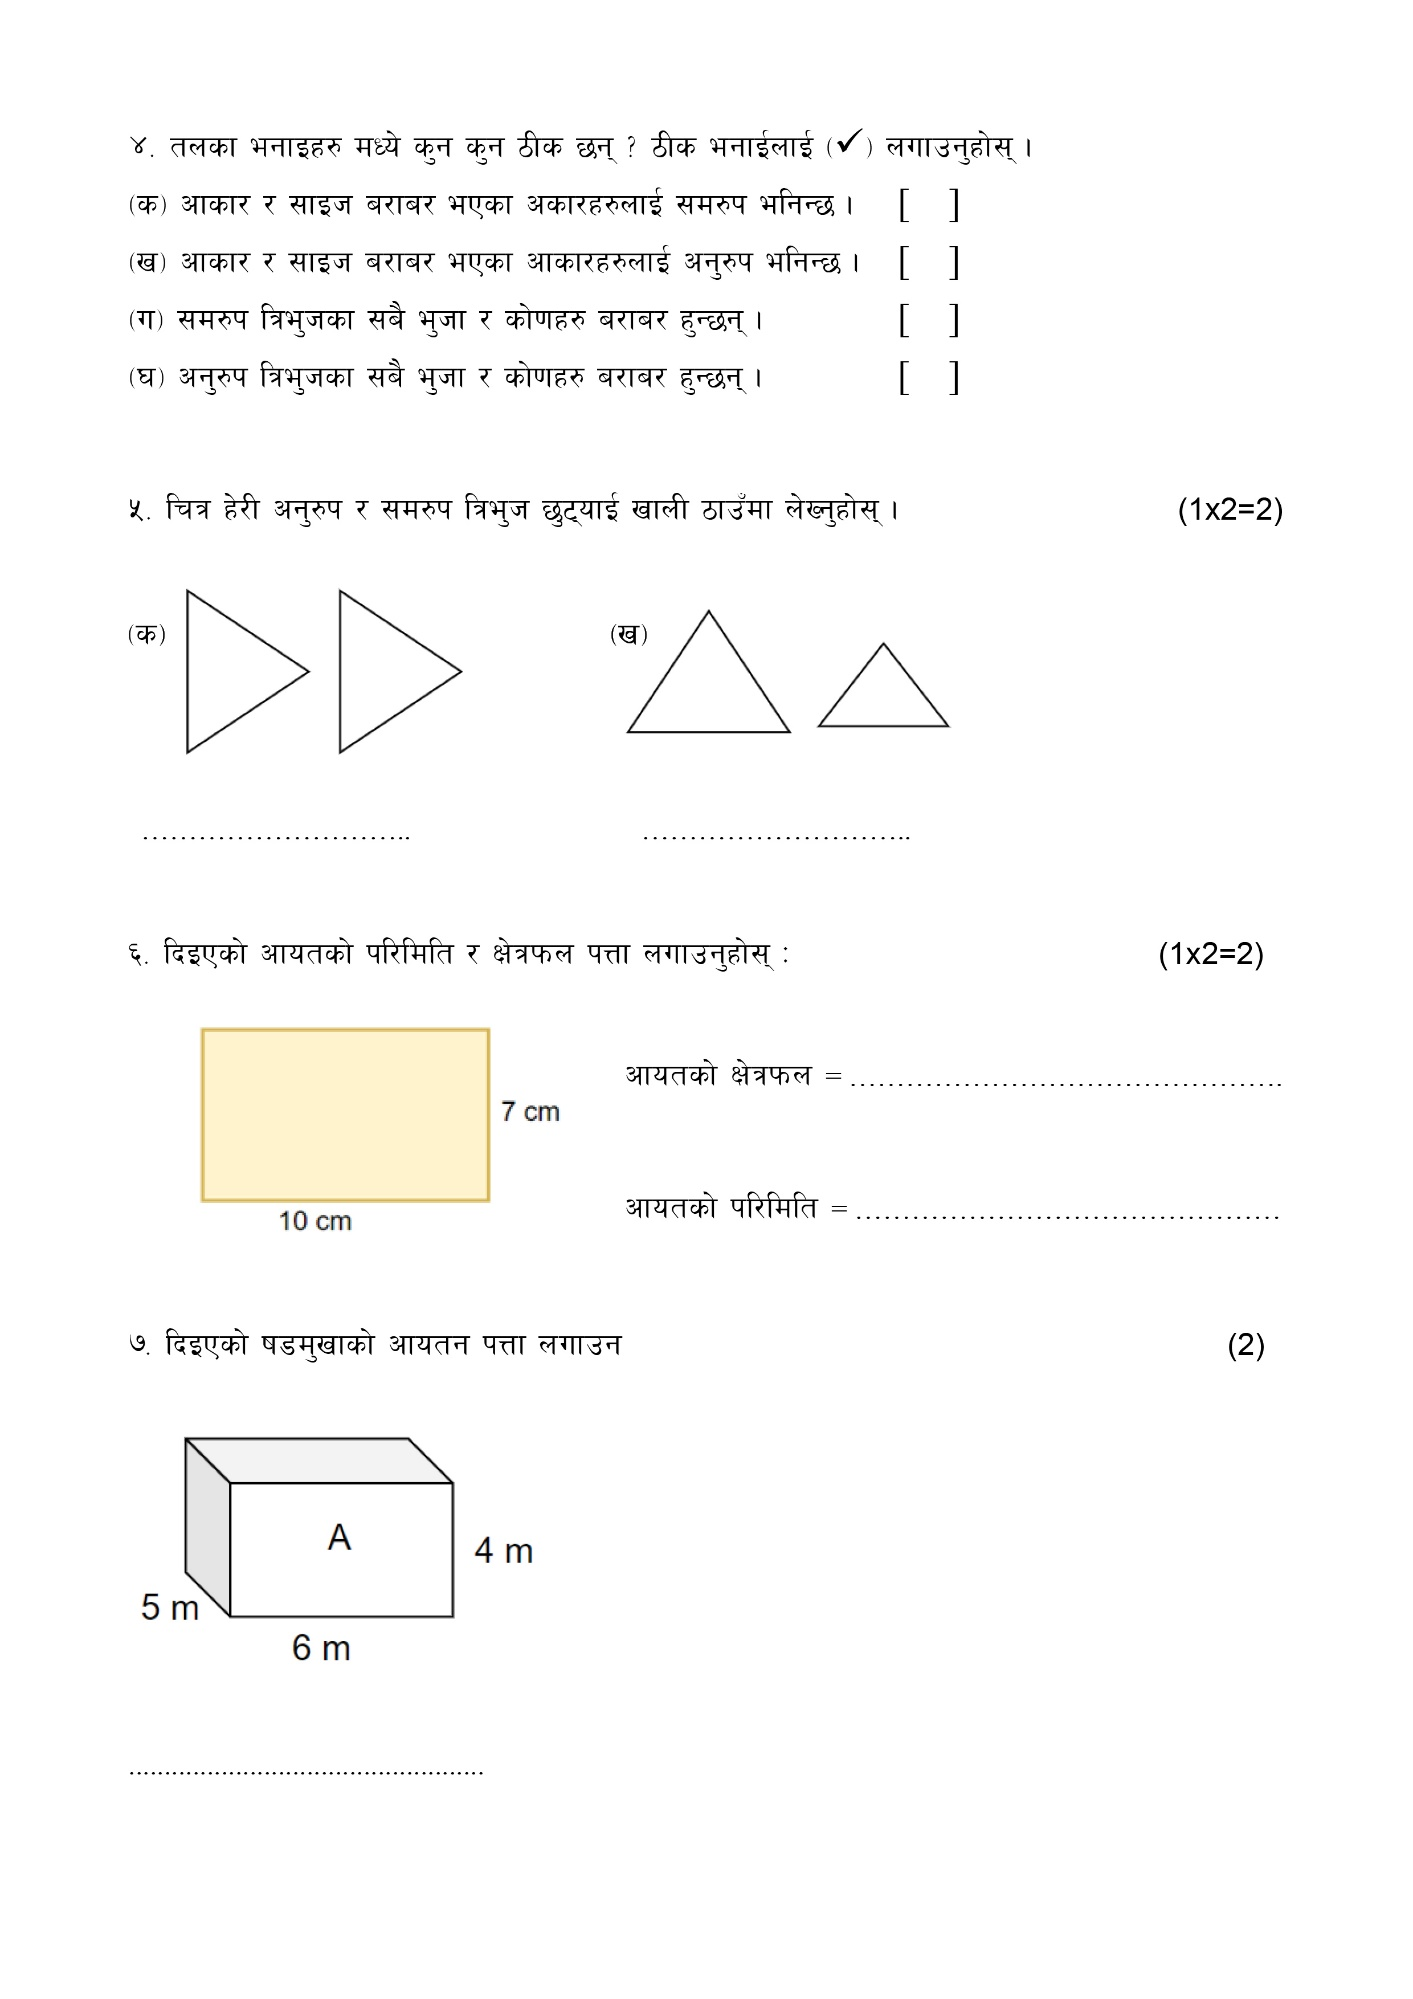 ४. तलका भनाइहरु मध्ये कुन कुन ठीक छन् ? ठीक भनाईलाई (✓) लगाउनुहोस् ।
(क) आकार र साइज बराबर भएका अकारहरुलाई समरुप भनिन्छ । [ ]
(ख) आकार र साइज बराबर भएका आकारहरुलाई अनुरुप भनिन्छ । [ ]
(ग) समरुप त्रिभुजका सबै भुजा र कोणहरु बराबर हुन्छन् । [ ]
(घ) अनुरुप त्रिभुजका सबै भुजा र कोणहरु बराबर हुन्छन् । [ ]
५. चित्र हेरी अनुरुप र समरुप त्रिभुज छुट्याई खाली ठाउँमा लेख्नुहोस् । (1x2=2)
(क) (ख)
……………………….. ………………………..
६. दिइएको आयतको परिमिति र क्षेत्रफल पत्ता लगाउनुहोस् : (1x2=2)
आयतको क्षेत्रफल = ……………………………………….
7 cm
आयतको परिमिति = ………………………………………
10 cm
७. दिइएको षडमुखाको आयतन पत्ता लगाउन (2)
A
4 m
5 m
6 m
..................................................